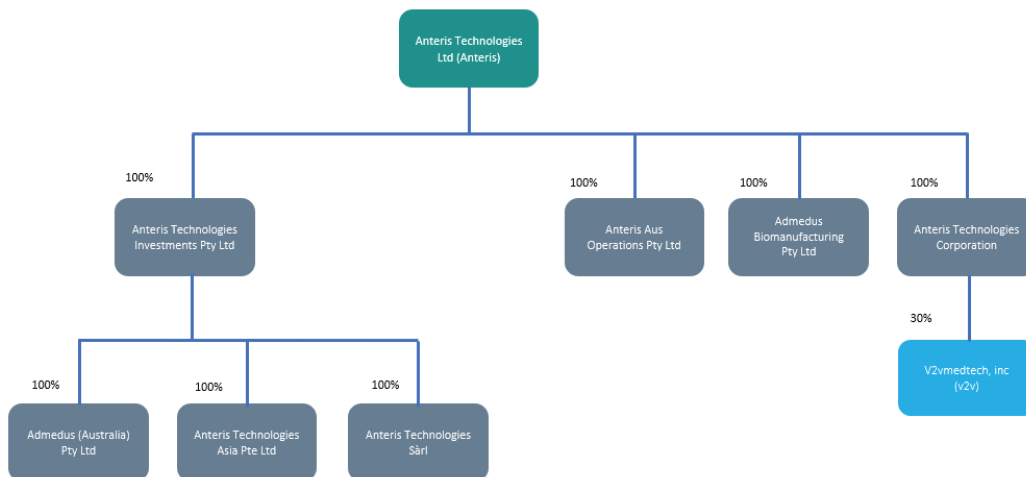 Anteris Technologies
Ltd (Anteris)
100%
100%
100%
100%
Anteris Technologies
Investments Pty Ltd
Anteris Aus
Operations Pty Ltd
Admedus
Biomanufacturing
Pty Ltd
Anteris Technologies
Corporation
30%
V2vmedtech, inc
(v2v)
100%
100%
100%
Admedus (Australia)
Pty Ltd
Anteris Technologies
Asia Pte Ltd
Anteris Technologies
Sàrl